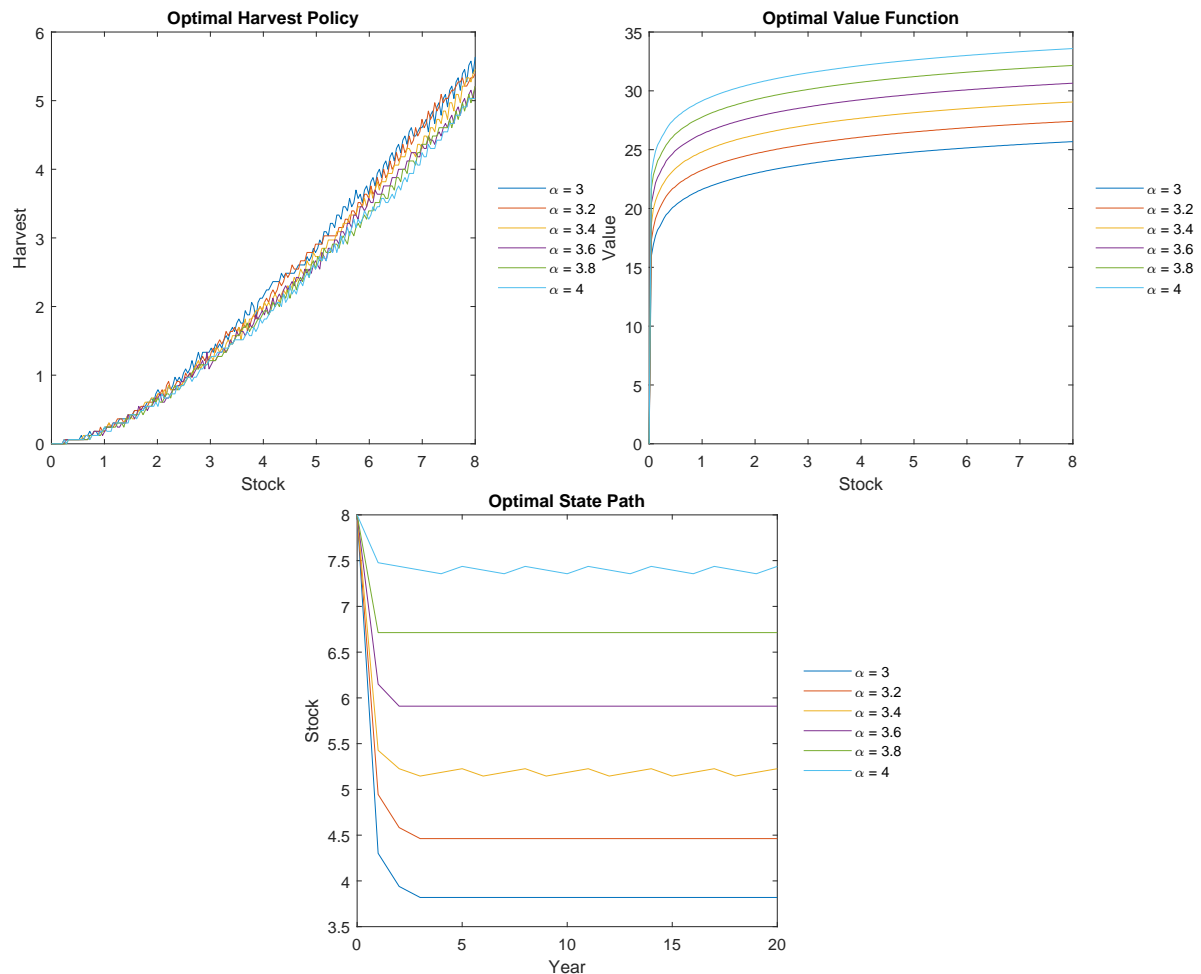 Optimal Harvest Policy
6
5
4
3
2
1
0
0 1 2 3 4 5 6 7 8
Harvest
Stock
α = 3
α = 3.2
α = 3.4
α = 3.6
α = 3.8
α = 4
Optimal Value Function
35
30
25
20
15
10
5
0
0 1 2 3 4 5 6 7 8
Value
Stock
α = 3
α = 3.2
α = 3.4
α = 3.6
α = 3.8
α = 4
Optimal State Path
8
7.5
7
6.5
6
5.5
5
4.5
4
3.5
0 5 10 15 20
Stock
Year
α = 3
α = 3.2
α = 3.4
α = 3.6
α = 3.8
α = 4